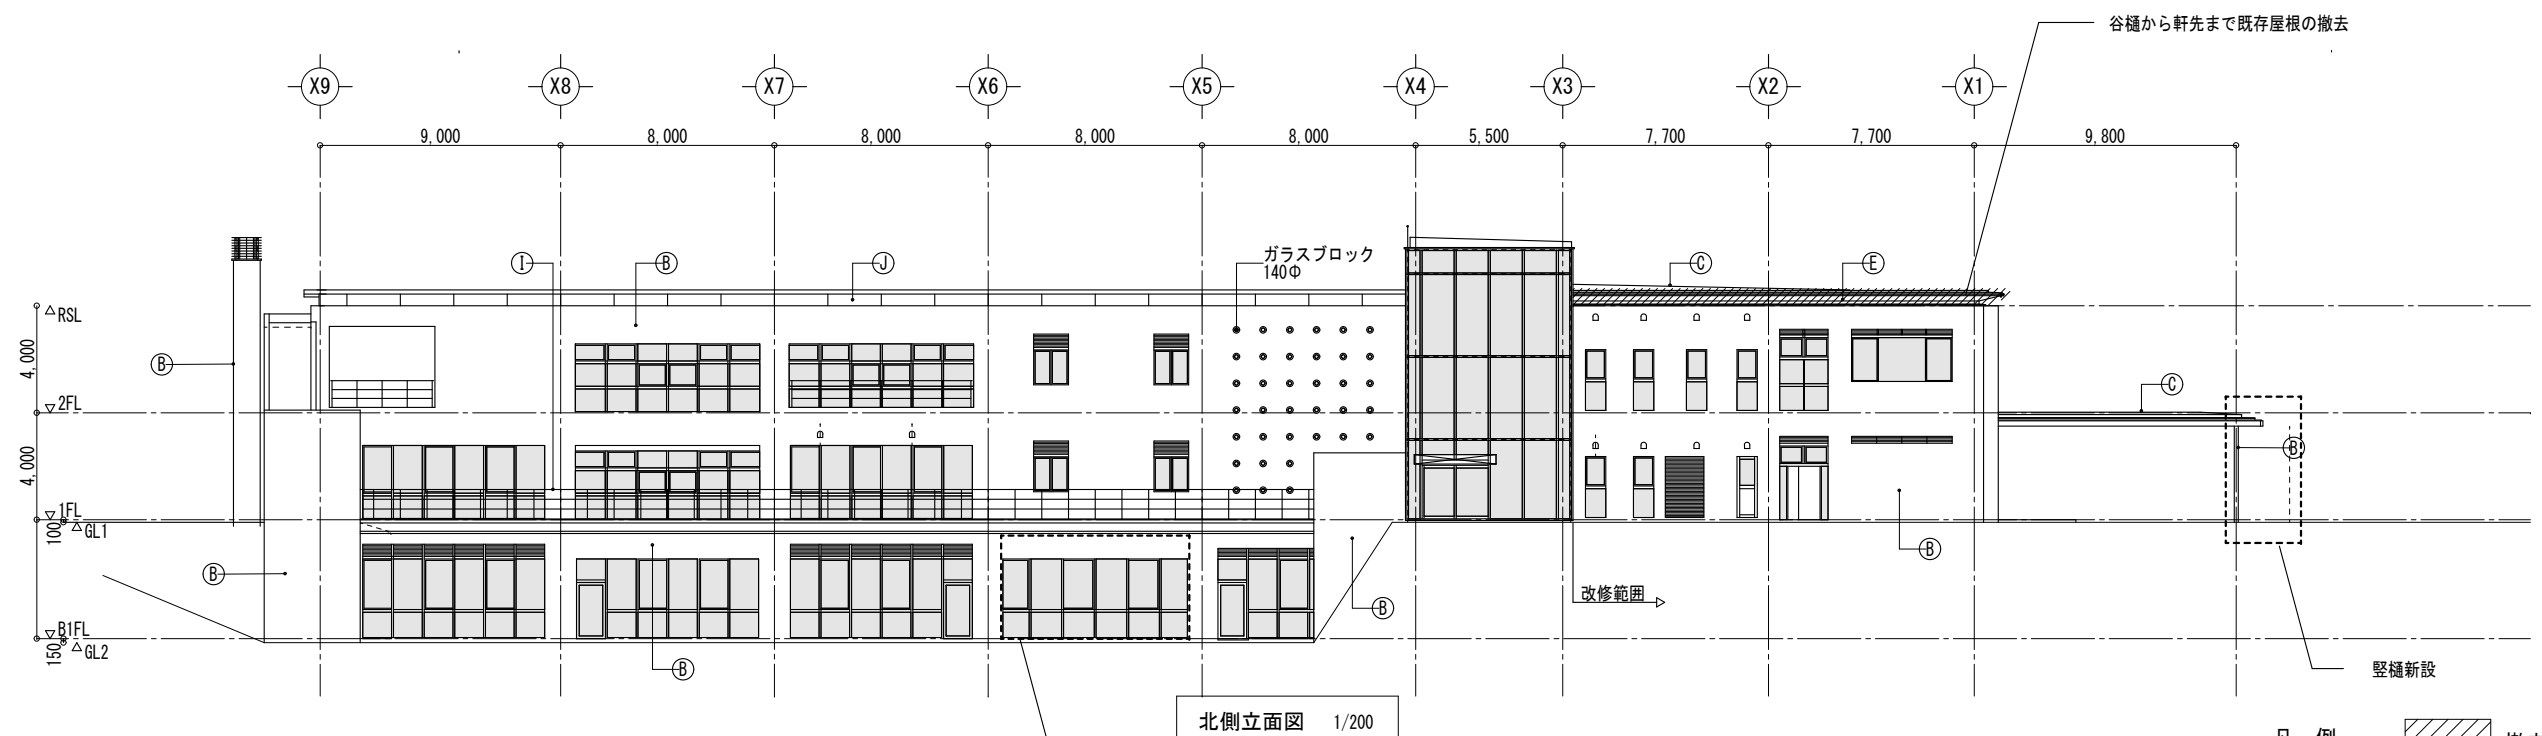 谷樋から軒先まで既存屋根の撤去
X9
X8
X7
X6
X5
X4
X3
X2
X1
9,000
8,000
8,000
8,000
8,000
5,500
7,700
7,700
9,800
I
B
J
ガラスブロック
140Φ
C
E
RSL
4,000
B
C
2FL
4,000
B
1FL
100
GL1
B
B
B
B
B1FL
150
GL2
改修範囲
竪樋新設
北側立面図 1/200
凡 例